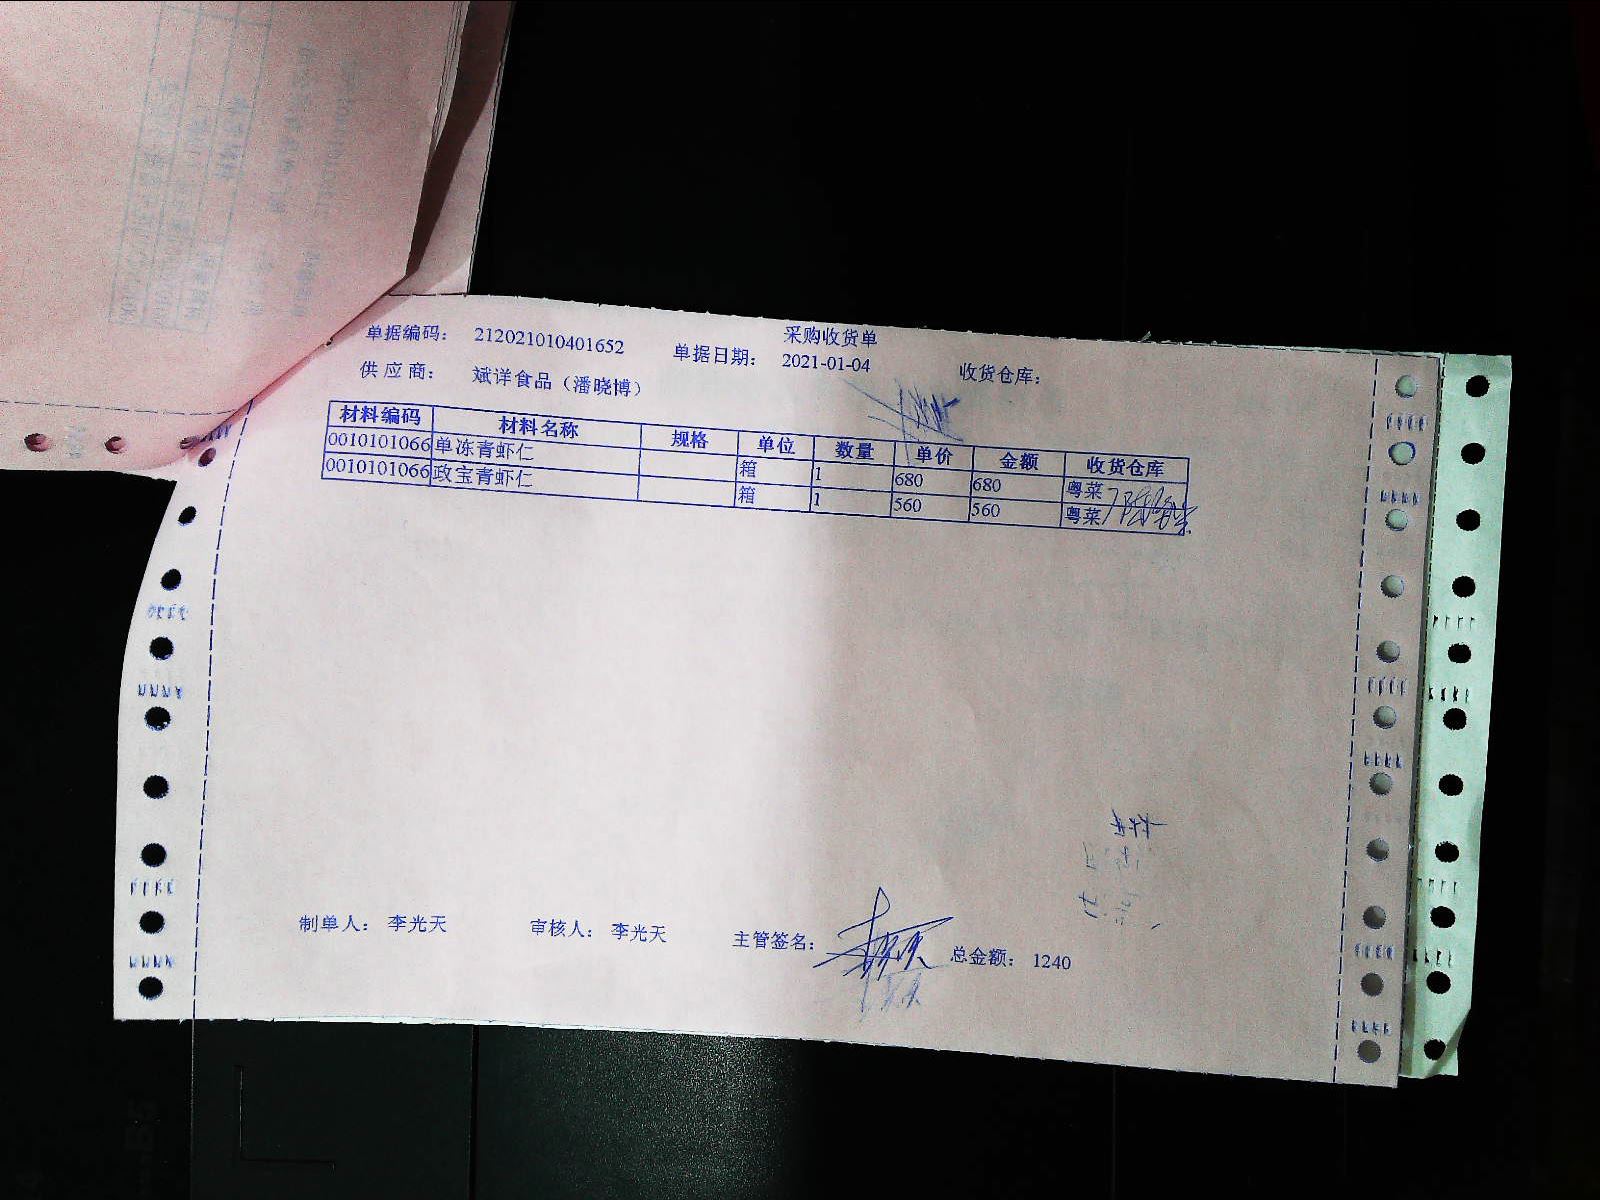 采购收货单
单据编码： 212021010401652 单据日期： 2021-01-04 收货仓库：
供应商： 斌洋食品（潘晓博）
材料编码 材料名称 规格 单位 数量 单价 金额 收货仓库
0010101066 单冻青虾仁 箱 1 680 680 粤菜
0010101066 政宝青虾仁 箱 1 560 560 粤菜
制单人： 李光天 审核人： 李光天 主管签名： 总金额： 1240